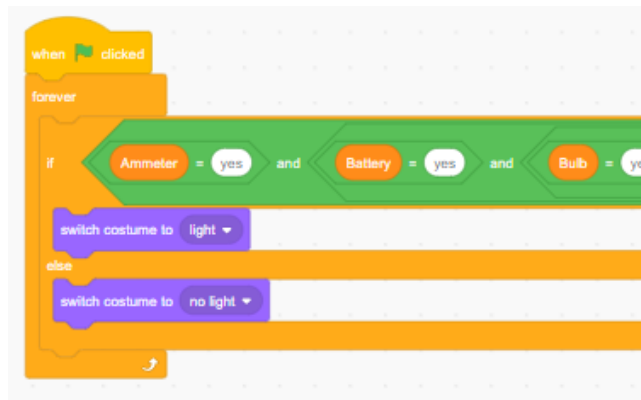 when clicked
forever
if Ammeter = yes and Battery = yes and Bulb =
switch costume to light
else
switch costume to no light